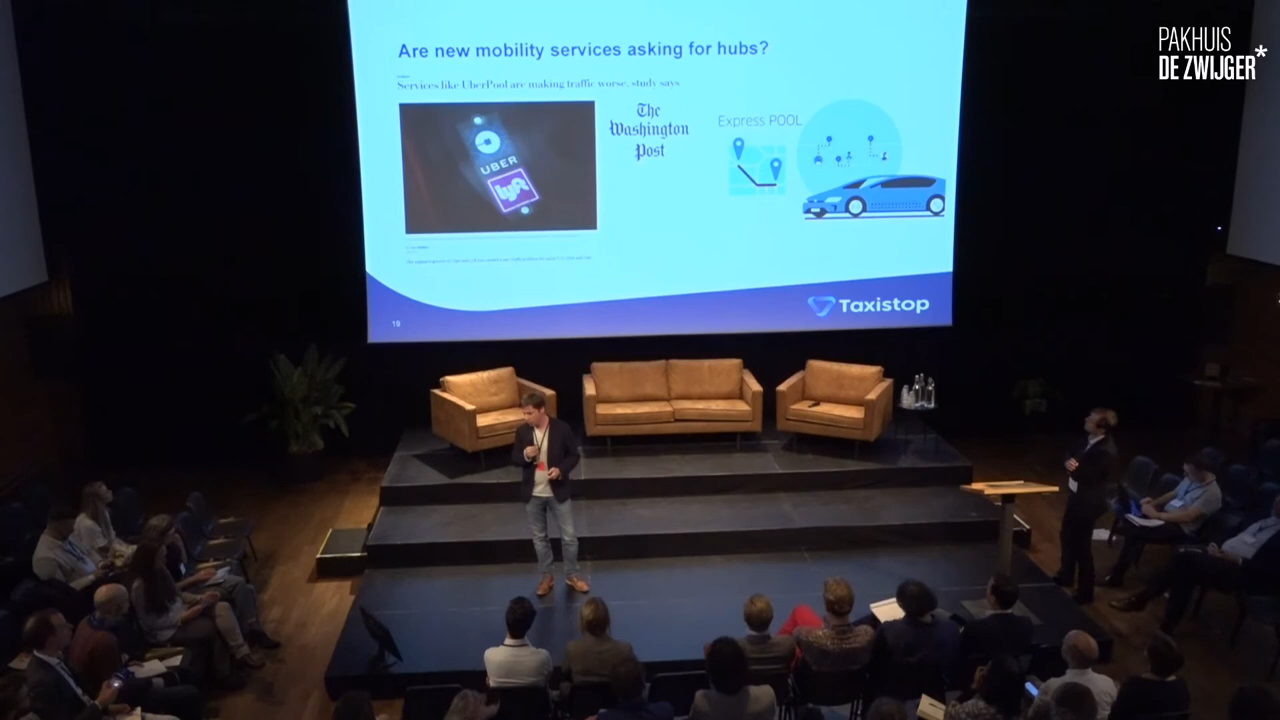 PAKHUIS
DE ZWIJGER*
Are new mobility services asking for hubs?
Services like UberPool are making traffic worse, study says
The
Washington
Post
Express POOL
UBER
lyft
Taxistop